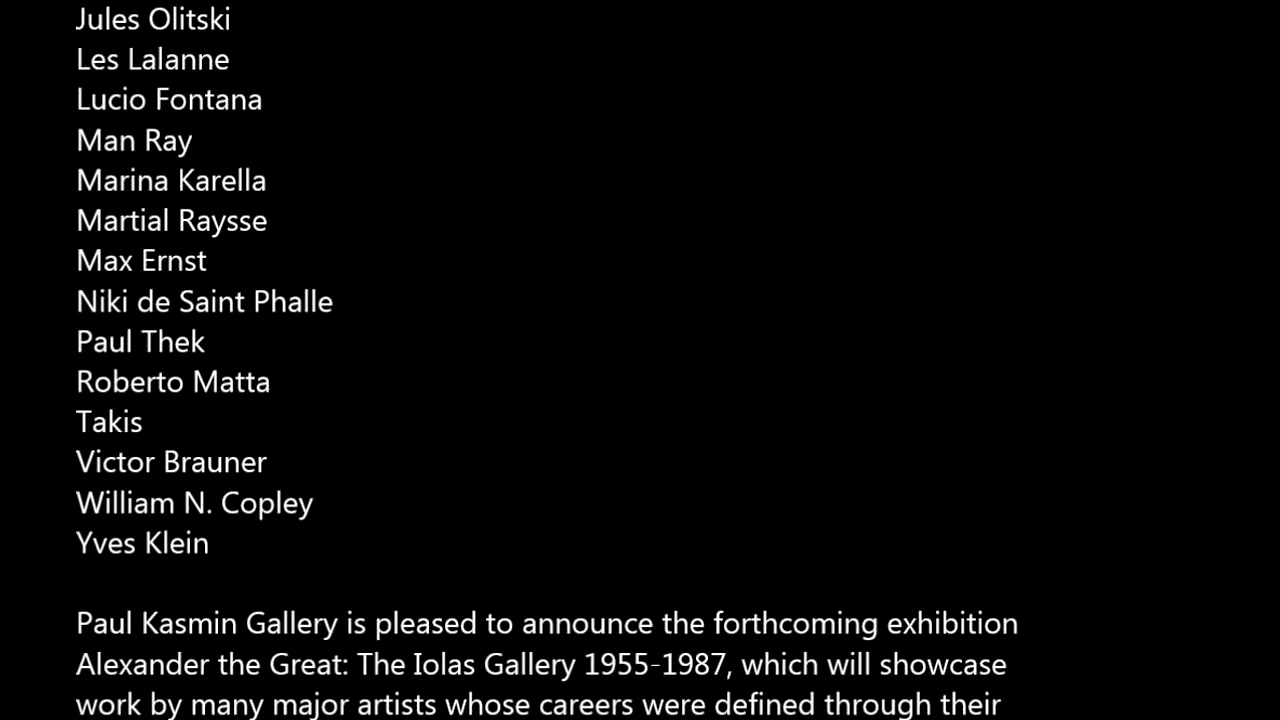 Jules Olitski
Les Lalanne
Lucio Fontana
Man Ray
Marina Karella
Martial Raysse
Max Ernst
Niki de Saint Phalle
Paul Thek
Roberto Matta
Takis
Victor Brauner
William N. Copley
Yves Klein
Paul Kasmin Gallery is pleased to announce the forthcoming exhibition
Alexander the Great: The Iolas Gallery 1955-1987, which will showcase
work by many major artists whose careers were defined through their